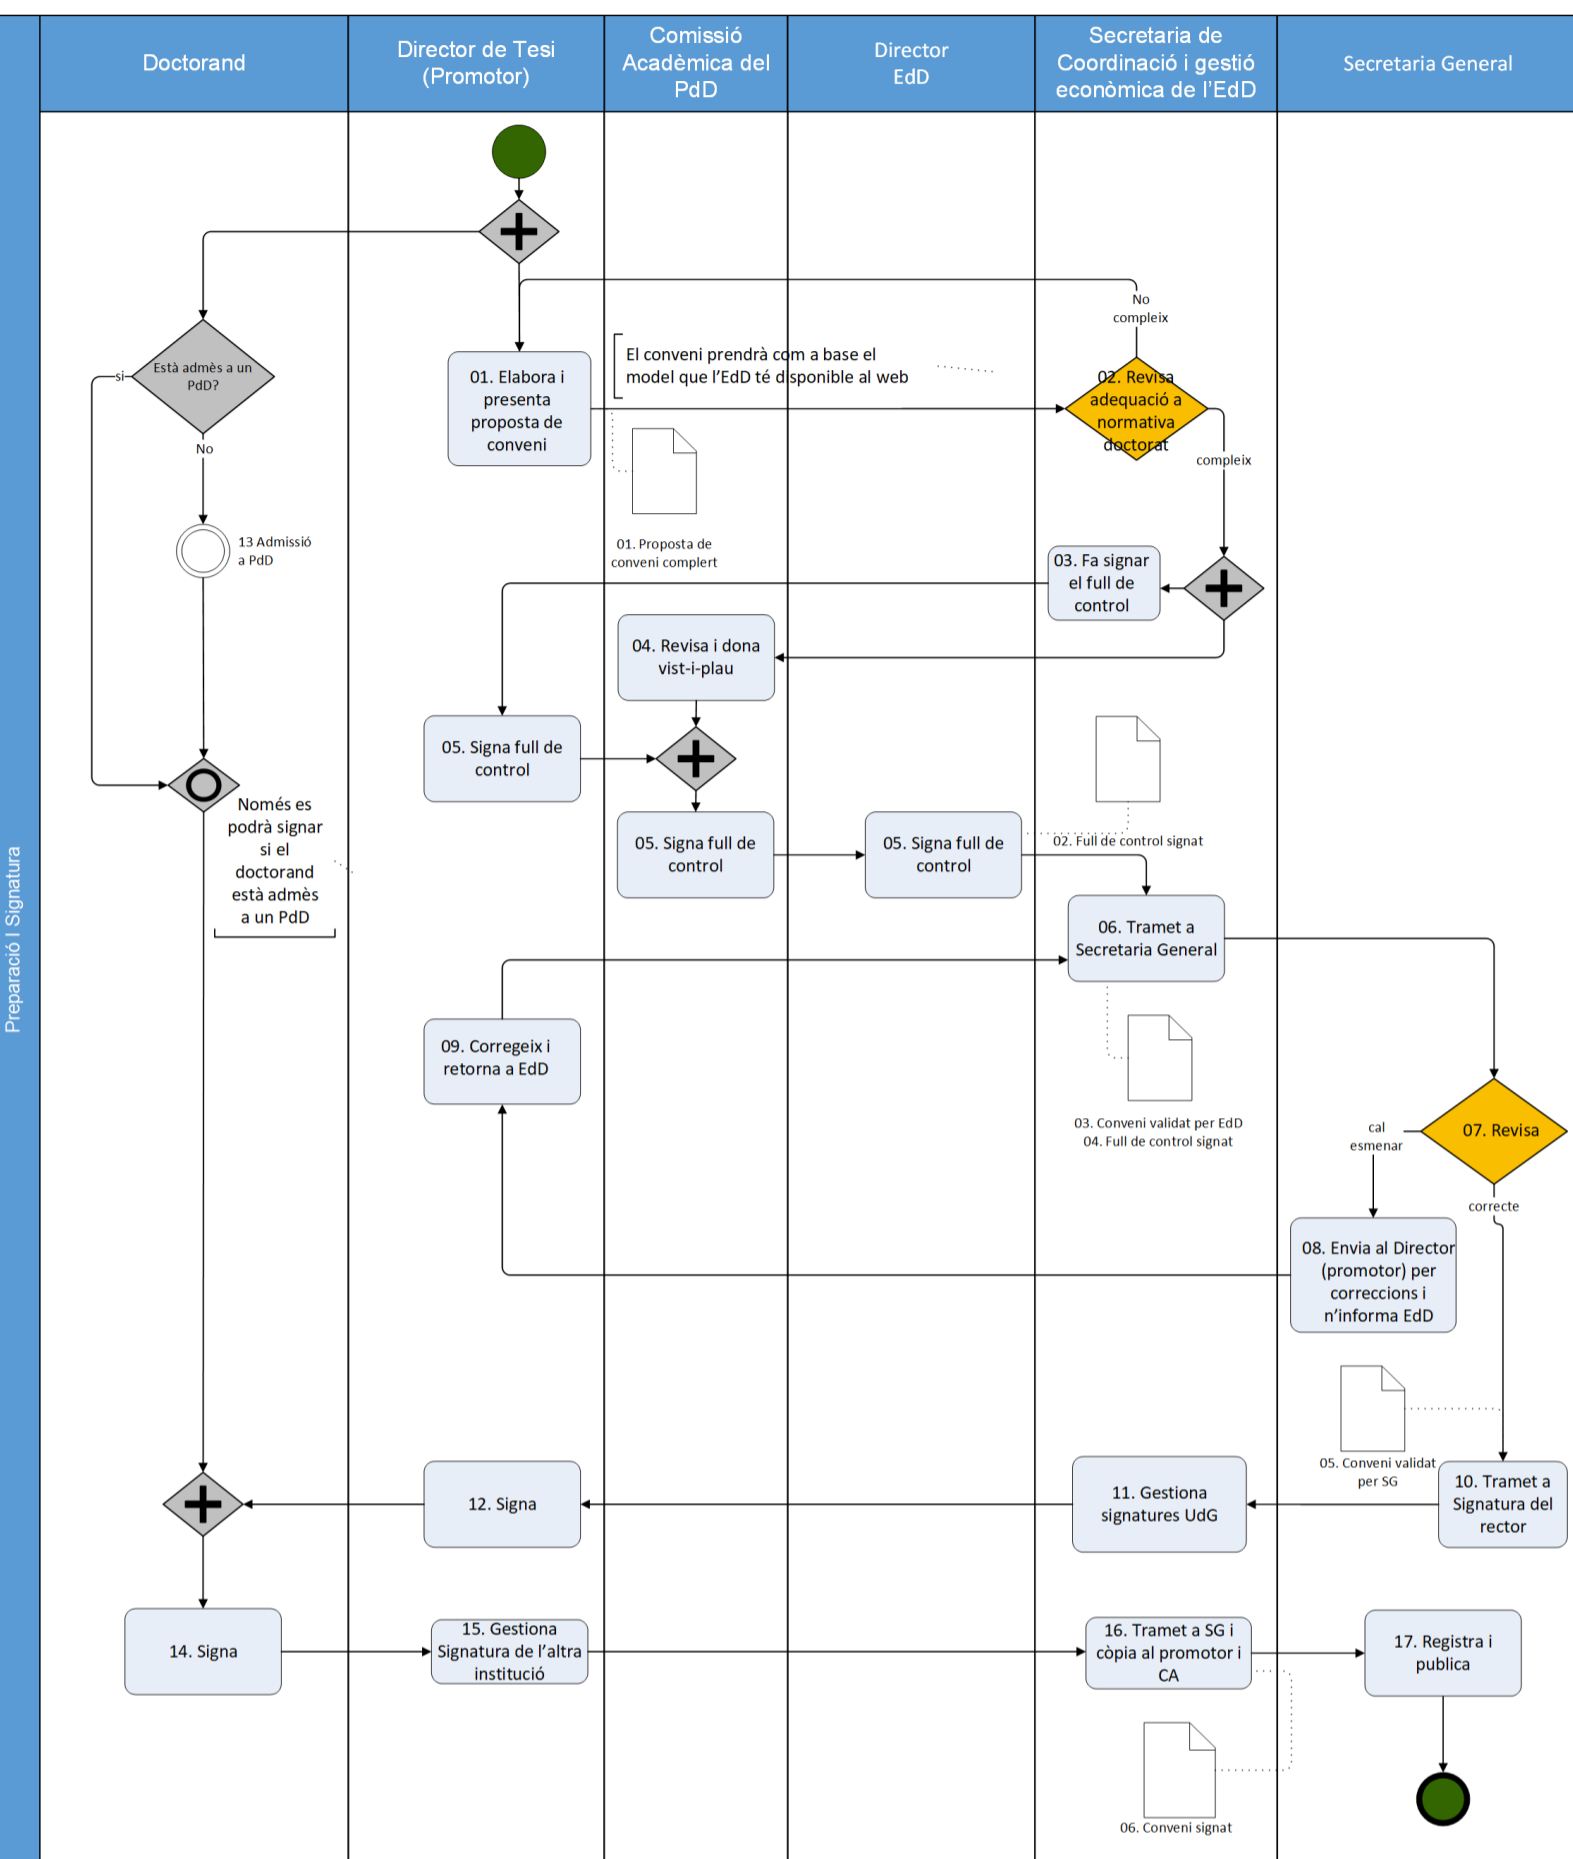 Doctorand
Director de Tesi
(Promotor)
Comissió
Acadèmica del
PdD
Director
EdD
Secretaria de
Coordinació i gestió
econòmica de l'EdD
Secretaria General
Preparació I Signatura
Està admès a un
PdD?
si
No
13 Admissió
a PdD
Només es
podrà signar
si el
doctorand
està admès
a un PdD
01. Elabora i
presenta
proposta de
conveni
El conveni prendrà com a base el
model que l'EdD té disponible al web
01. Proposta de
conveni complert
No
compleix
02. Revisa
adequació a
normativa
doctorat
compleix
03. Fa signar
el full de
control
04. Revisa i dona
vist-i-plau
05. Signa full de
control
05. Signa full de
control
05. Signa full de
control
02. Full de control signat
06. Tramet a
Secretaria General
03. Conveni validat per EdD
04. Full de control signat
09. Corregeix i
retorna a EdD
07. Revisa
cal
esmenar
correcte
08. Envia al Director
(promotor) per
correccions i
n'informa EdD
05. Conveni validat
per SG
10. Tramet a
Signatura del
rector
11. Gestiona
signatures UdG
12. Signa
14. Signa
15. Gestiona
Signatura de l'altra
institució
16. Tramet a SG i
còpia al promotor i
CA
17. Registra i
publica
06. Conveni signat